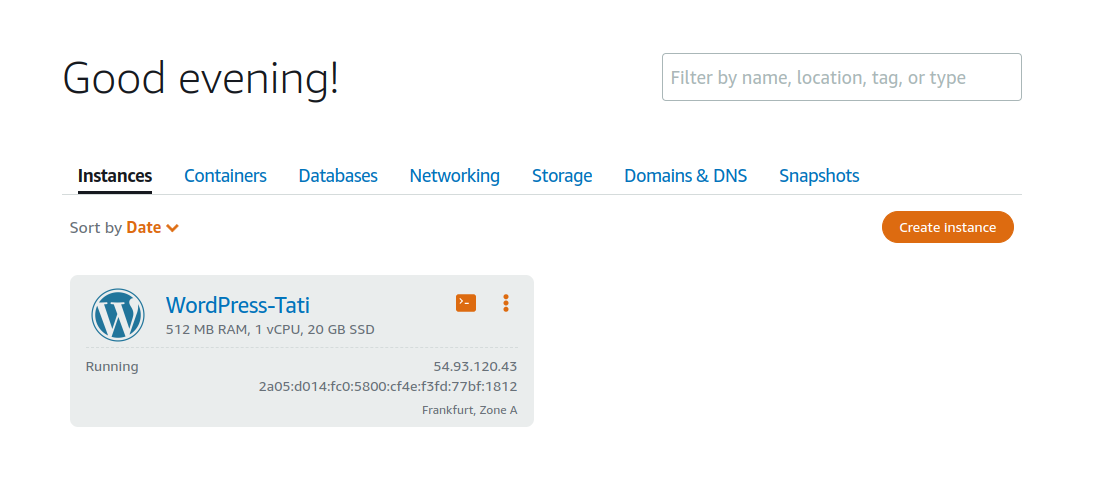 Good evening!
Filter by name, location, tag, or type
Instances Containers Databases Networking Storage Domains & DNS Snapshots
Sort by Date
Create instance
WordPress-Tati
512 MB RAM, 1 vCPU, 20 GB SSD
Running 54.93.120.43
2a05:d014:fc0:5800:cf4e:f3fd:77bf:1812
Frankfurt, Zone A